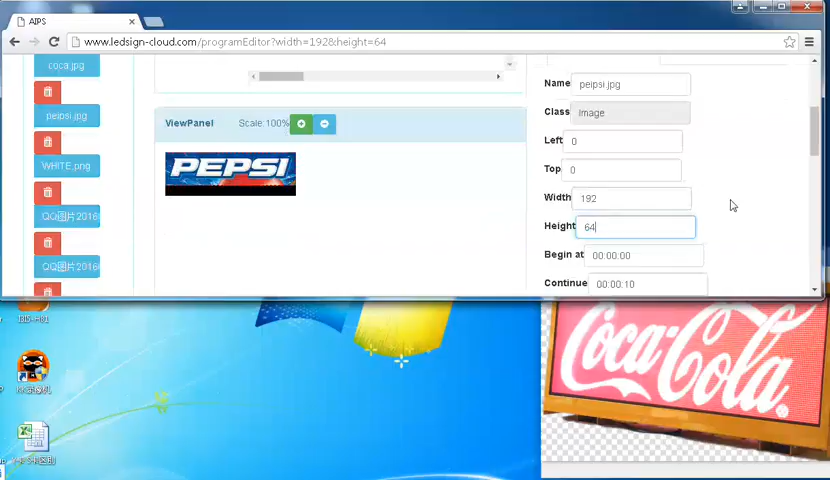 AIPS
www.ledsign-cloud.com/programEditor?width=192&height=64
coca.jpg
peipsi.jpg
WHITE.png
QQ图片2016
QQ图片2016
ViewPanel
Scale:100%
PEPSI
Name peipsi.jpg
Class Image
Left 0
Top 0
Width 192
Height 64
Begin at 00:00:00
Continue 00:00:10
Coca-Cola